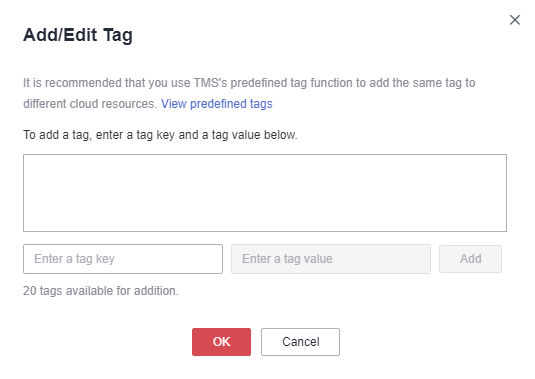 Add/Edit Tag
It is recommended that you use TMS's predefined tag function to add the same tag to
different cloud resources. View predefined tags
To add a tag, enter a tag key and a tag value below.
Enter a tag key Enter a tag value Add
20 tags available for addition.
OK Cancel